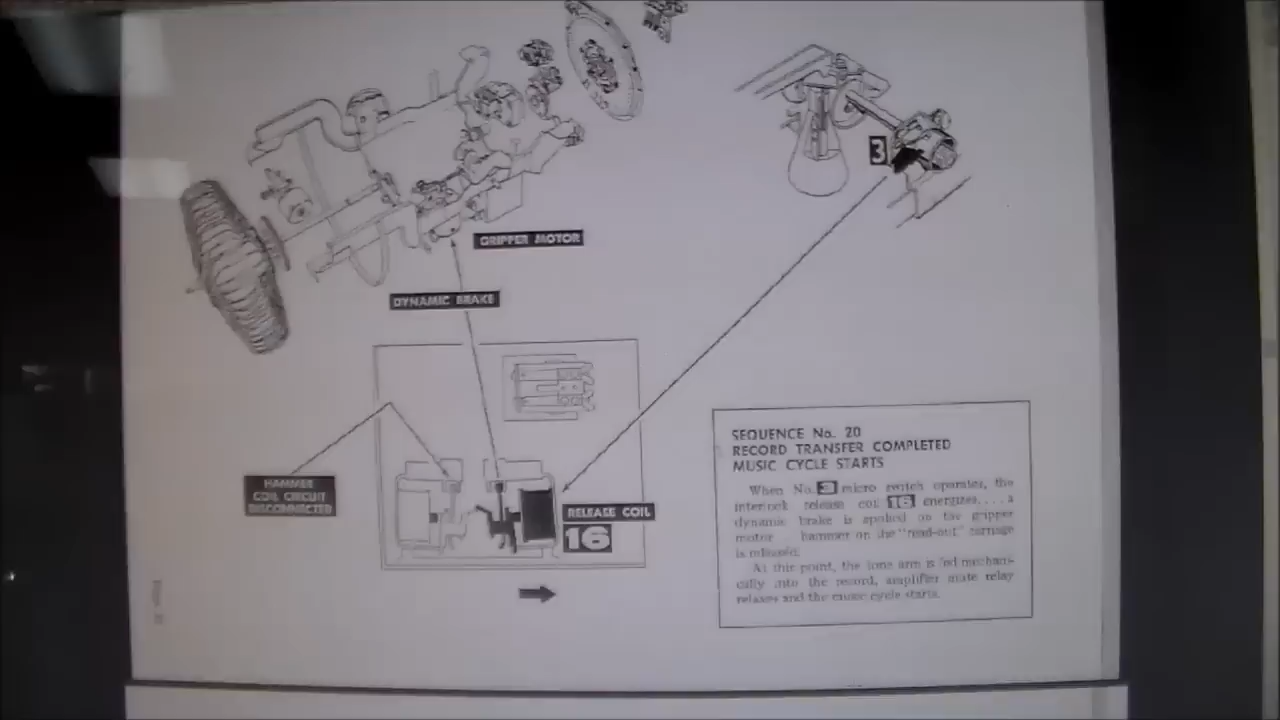 3
GRIPPER MOTOR
DYNAMIC BRAKE
HAMMER
COIL CIRCUIT
DISCONNECTED
RELEASE COIL
16
SEQUENCE No. 20
RECORD TRANSFER COMPLETED
MUSIC CYCLE STARTS
When No. 3 micro switch operates, the
interlock release coil 16 energizes....a
dynamic brake is applied on the gripper
motor hammer on the "read-out" carriage
is released.
At this point, the tone arm is fed mechani-
cally into the record, amplifier mute relay
relaxes and the music cycle starts.